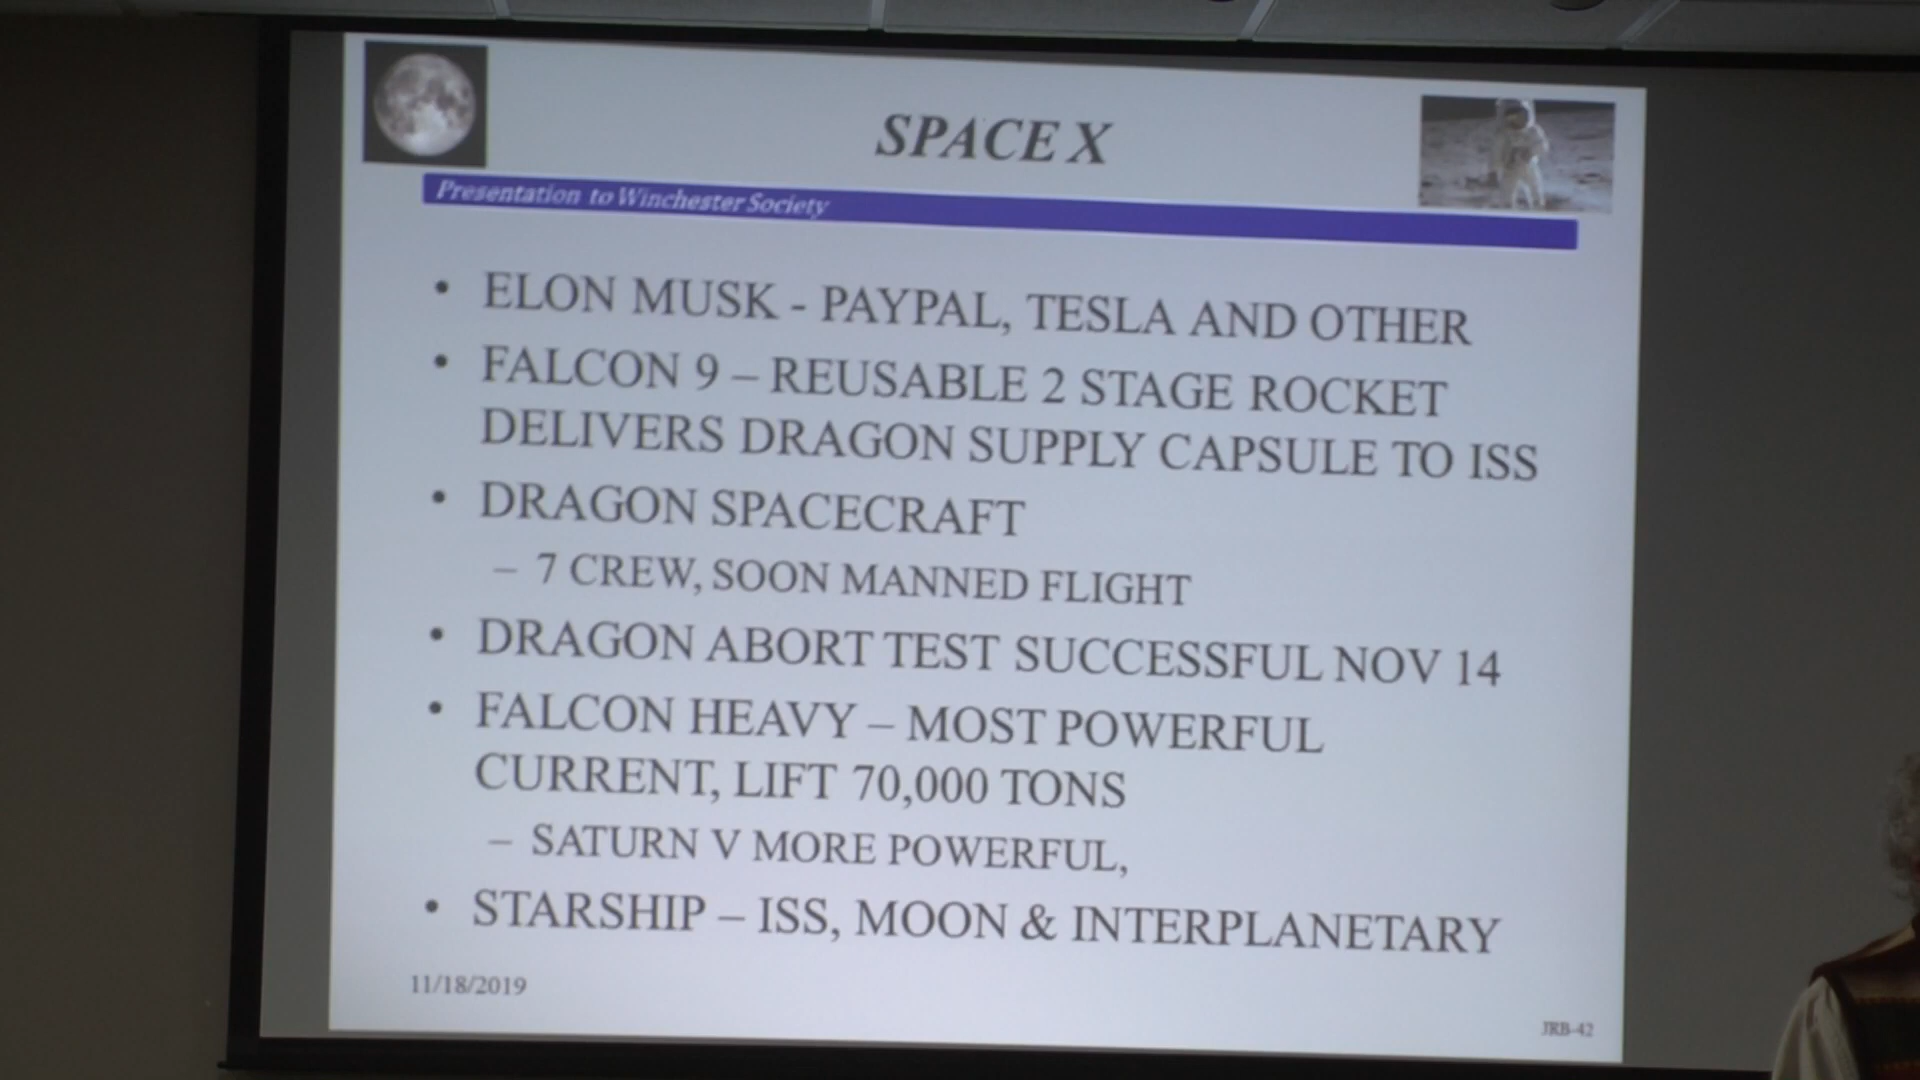 SPACE X
Presentation to Winchester Society
• ELON MUSK - PAYPAL, TESLA AND OTHER
• FALCON 9 – REUSABLE 2 STAGE ROCKET
DELIVERS DRAGON SUPPLY CAPSULE TO ISS
• DRAGON SPACECRAFT
– 7 CREW, SOON MANNED FLIGHT
• DRAGON ABORT TEST SUCCESSFUL NOV 14
• FALCON HEAVY – MOST POWERFUL
CURRENT, LIFT 70,000 TONS
– SATURN V MORE POWERFUL,
• STARSHIP – ISS, MOON & INTERPLANETARY
11/18/2019
JRB-42